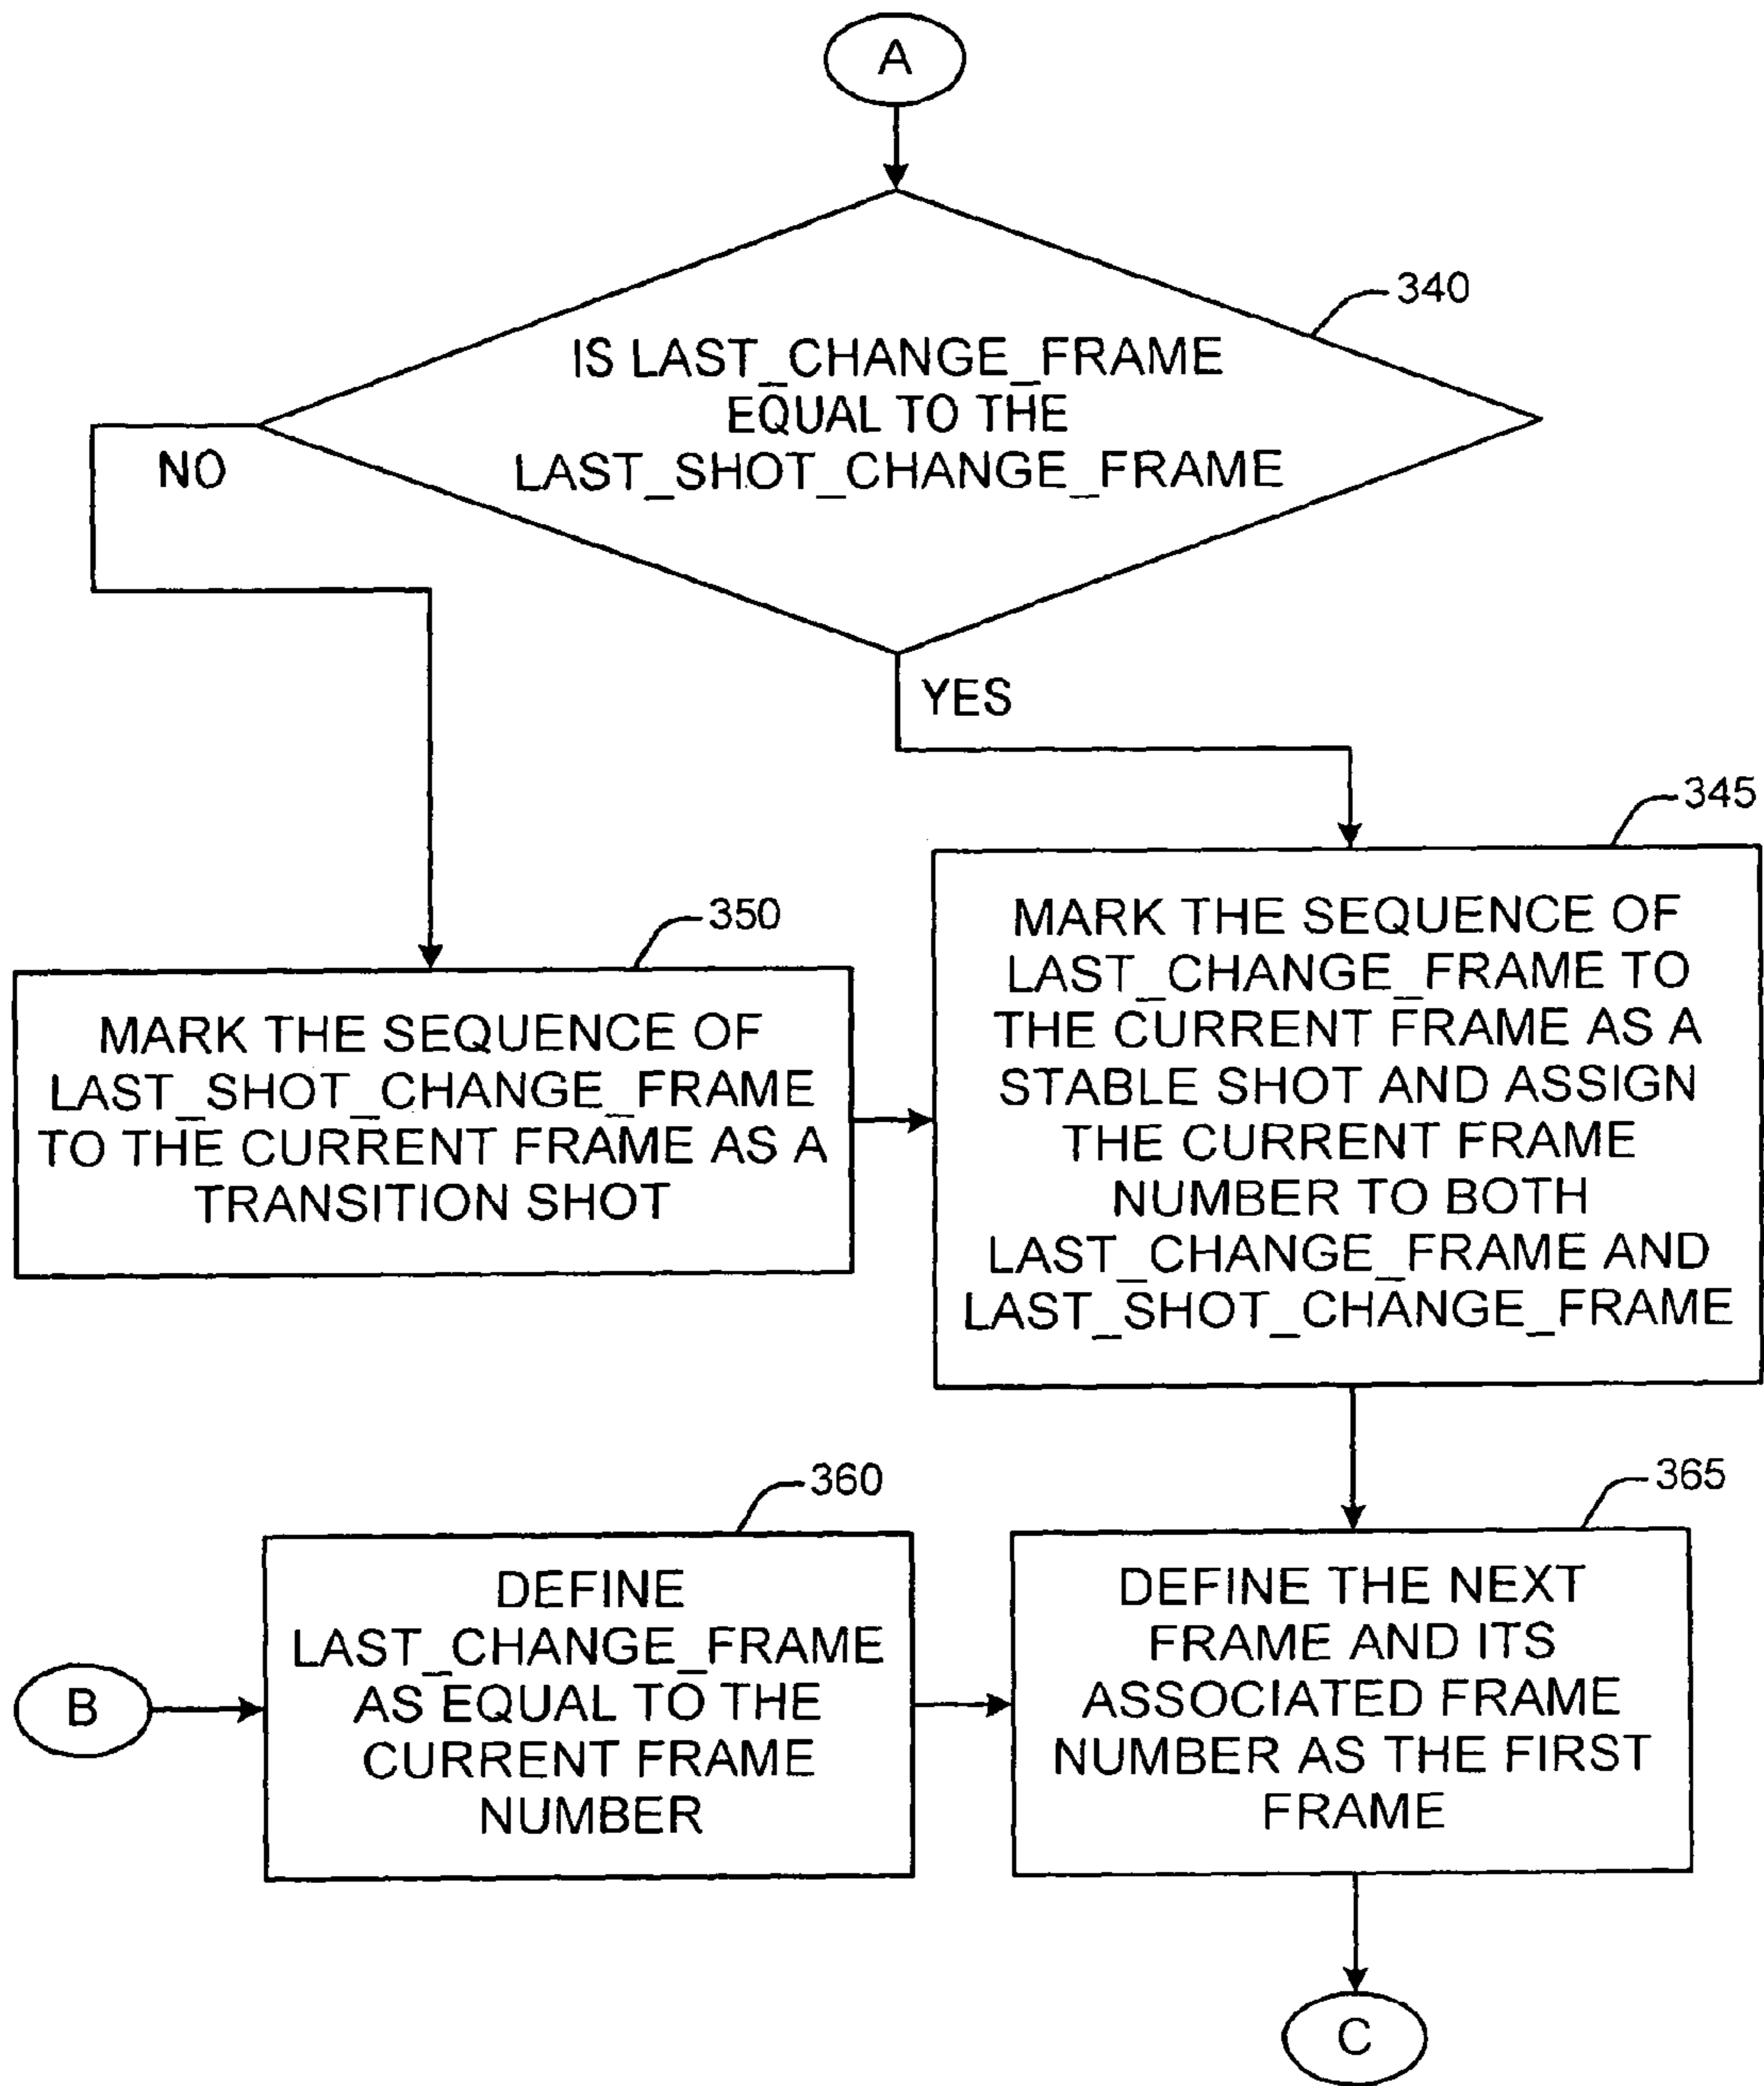 A
340
IS LAST_CHANGE_FRAME
EQUAL TO THE
LAST_SHOT_CHANGE_FRAME
NO
YES
345
MARK THE SEQUENCE OF
LAST_CHANGE_FRAME TO
THE CURRENT FRAME AS A
STABLE SHOT AND ASSIGN
THE CURRENT FRAME
NUMBER TO BOTH
LAST_CHANGE_FRAME AND
LAST_SHOT_CHANGE_FRAME
350
MARK THE SEQUENCE OF
LAST_SHOT_CHANGE_FRAME
TO THE CURRENT FRAME AS A
TRANSITION SHOT
360
DEFINE
LAST_CHANGE_FRAME
AS EQUAL TO THE
CURRENT FRAME
NUMBER
B
365
DEFINE THE NEXT
FRAME AND ITS
ASSOCIATED FRAME
NUMBER AS THE FIRST
FRAME
C